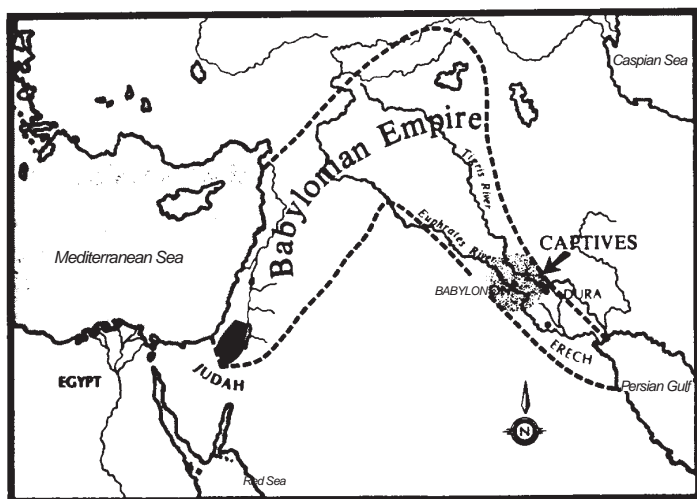 Caspian Sea
Babyloman Empire
Tigris River
Euphrates River
CAPTIVES
Mediterranean Sea
BABYLON
DURA
ERECH
JUDAH
EGYPT
Persian Gulf
N
Red Sea